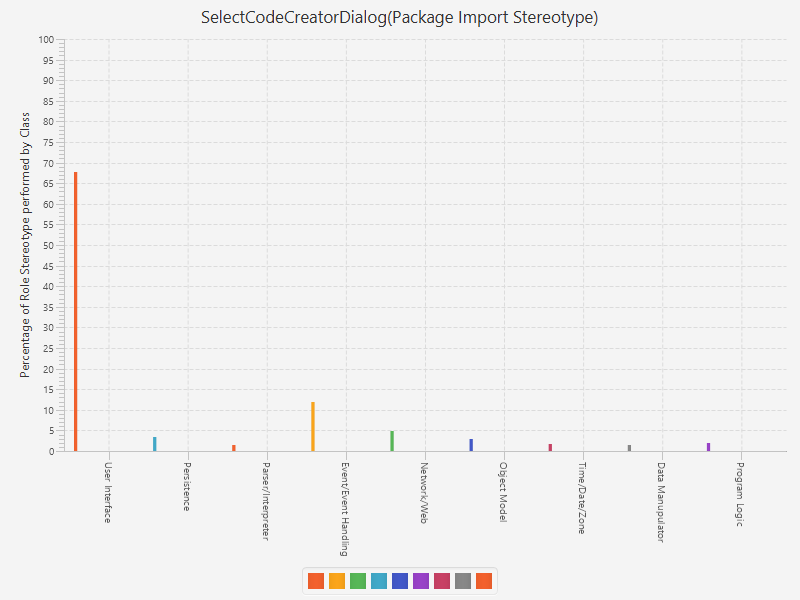 SelectCodeCreatorDialog(Package Import Stereotype)
Percentage of Role Stereotype performed by Class
100
95
90
85
80
75
70
65
60
55
50
45
40
35
30
25
20
15
10
5
0
User Interface
Persistence
Parser/Interpreter
Event/Event Handling
Network/Web
Object Model
Time/Date/Zone
Data Manupulator
Program Logic